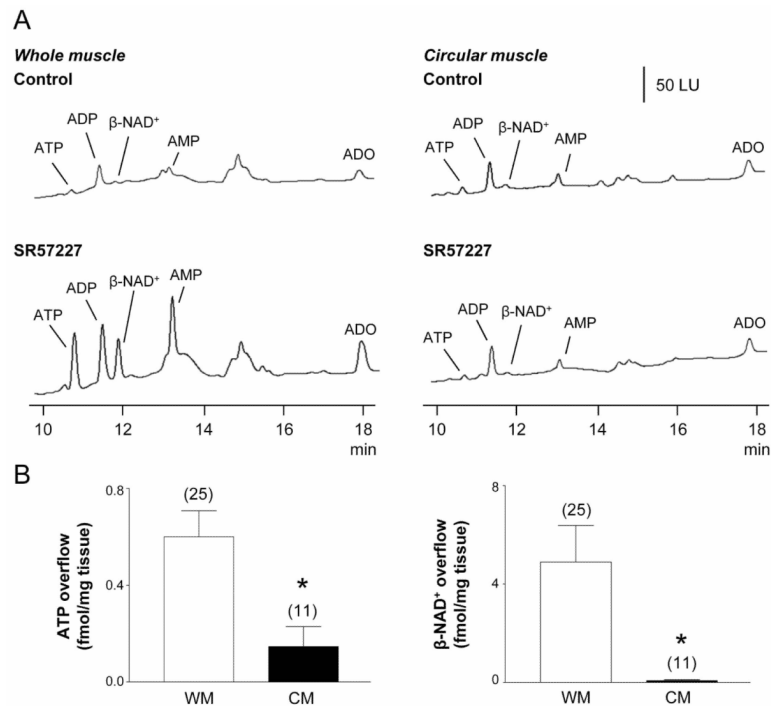 A
Whole muscle
Control
Circular muscle
Control
50 LU
ATP
ADP
β-NAD+
AMP
ADO
ATP
ADP
β-NAD+
AMP
ADO
SR57227
SR57227
ATP
ADP
β-NAD+
AMP
ADO
ATP
ADP
β-NAD+
AMP
ADO
10 12 14 16 18
min
10 12 14 16 18
min
B
ATP overflow
(fmol/mg tissue)
0.8
0.4
0.0
(25)
*
(11)
WM CM
β-NAD+ overflow
(fmol/mg tissue)
8
4
0
(25)
*
(11)
WM CM